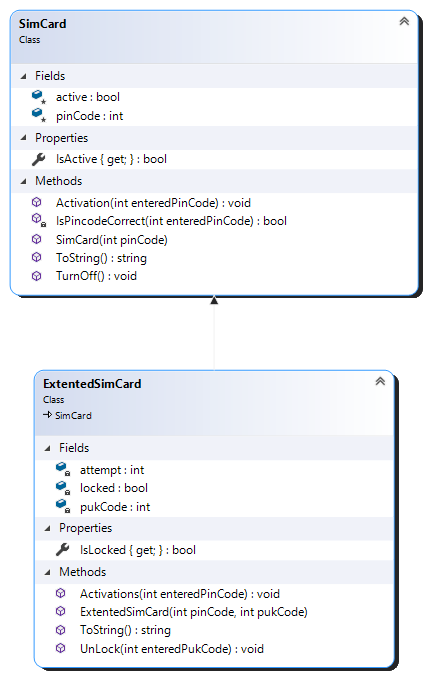 SimCard
Class
Fields
active : bool
pinCode : int
Properties
IsActive { get; } : bool
Methods
Activation(int enteredPinCode) : void
IsPincodeCorrect(int enteredPinCode) : bool
SimCard(int pinCode)
ToString() : string
TurnOff() : void
ExtentedSimCard
Class
SimCard
Fields
attempt : int
locked : bool
pukCode : int
Properties
IsLocked { get; } : bool
Methods
Activations(int enteredPinCode) : void
ExtentedSimCard(int pinCode, int pukCode)
ToString() : string
UnLock(int enteredPukCode) : void